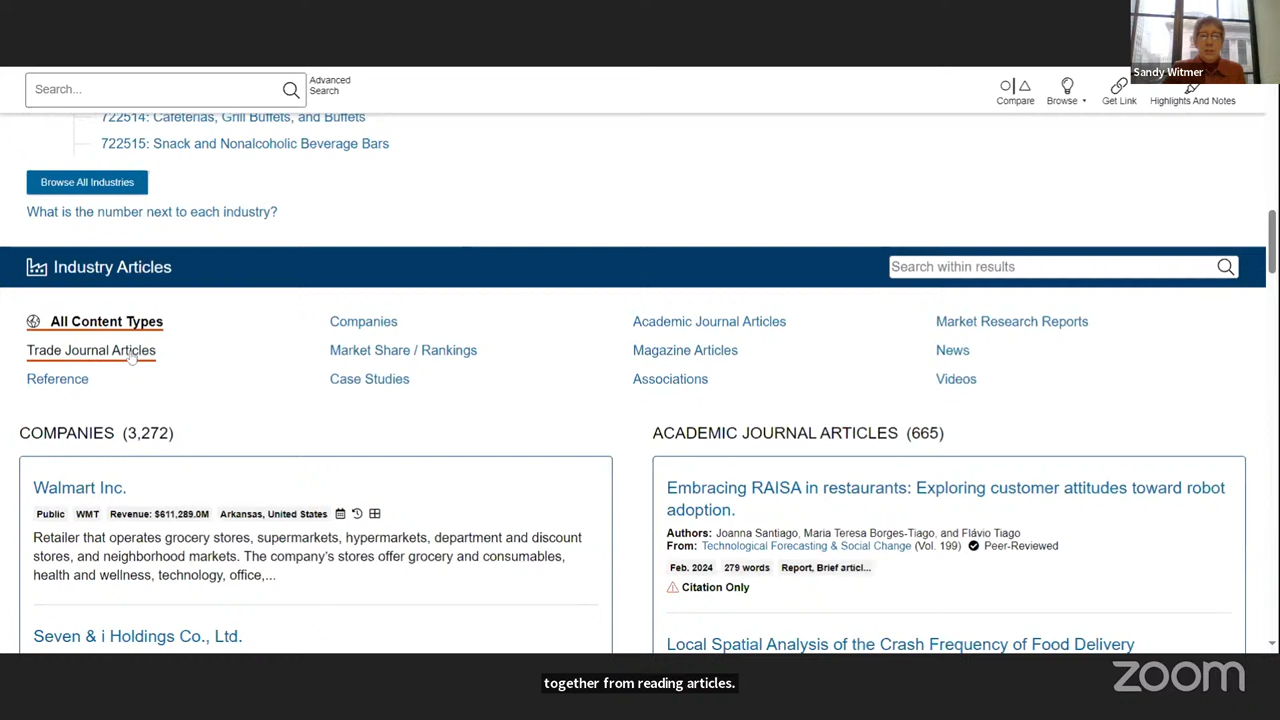 Sandy Witmer
Search...
Advanced
Search
Compare
Browse
Get Link
Highlights And Notes
722514: Cafeterias, Grill Buffets, and Buffets
722515: Snack and Nonalcoholic Beverage Bars
Browse All Industries
What is the number next to each industry?
Industry Articles
Search within results
All Content Types
Companies
Academic Journal Articles
Market Research Reports
Trade Journal Articles
Market Share / Rankings
Magazine Articles
News
Reference
Case Studies
Associations
Videos
COMPANIES (3,272)
Walmart Inc.
Public WMT Revenue: $611,289.0M Arkansas, United States
Retailer that operates grocery stores, supermarkets, hypermarkets, department and discount
stores, and neighborhood markets. The company's stores offer grocery and consumables,
health and wellness, technology, office,...
Seven & i Holdings Co., Ltd.
ACADEMIC JOURNAL ARTICLES (665)
Embracing RAISA in restaurants: Exploring customer attitudes toward robot
adoption.
Authors: Joanna Santiago, Maria Teresa Borges-Tiago, and Flávio Tiago
From: Technological Forecasting & Social Change (Vol. 199) Peer-Reviewed
Feb. 2024 279 words Report, Brief articl...
Citation Only
Local Spatial Analysis of the Crash Frequency of Food Delivery
together from reading articles.
zoom